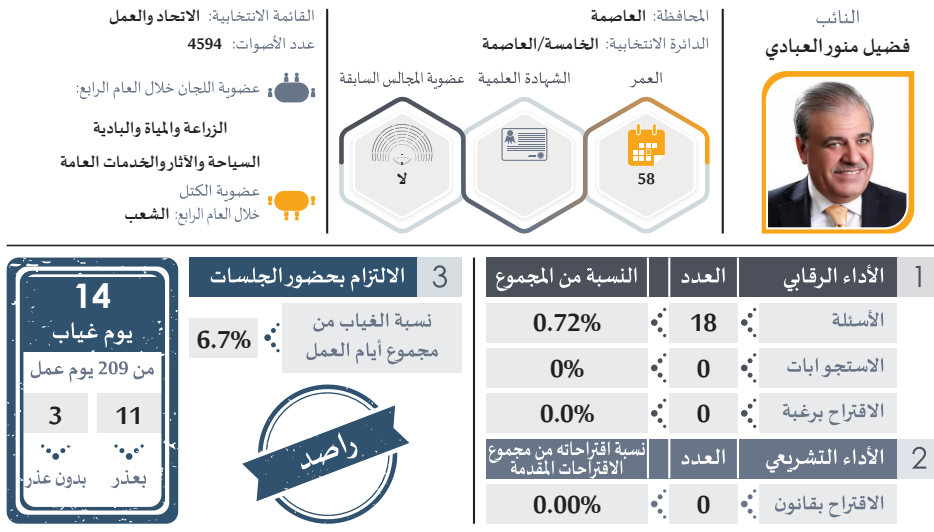 النائب
فضيل منور العبادي
المحافظة: العاصمة
الدائرة الانتخابية: الخامسة/العاصمة
العمر
58
الشهادة العلمية
عضوية المجالس السابقة
لا
القائمة الانتخابية: الاتحاد والعمل
عدد الأصوات: 4594
عضوية اللجان خلال العام الرابع:
الزراعة والمياة والبادية
السياحة والآثار والخدمات العامة
عضوية الكتل
خلال العام الرابع: الشعب
1 الأداء الرقابي العدد النسبة من المجموع
الأسئلة 18 0.72%
الاستجوابات 0 0%
الاقتراح برغبة 0 0.0%
2 الأداء التشريعي العدد نسبة اقتراحاته من مجموع
الاقتراحات المقدمة
الاقتراح بقانون 0 0.00%
3 الالتزام بحضور الجلسات
نسبة الغياب من
مجموع أيام العمل
6.7%
راصد
14
يوم غياب
من 209 يوم عمل
11 3
بعذر بدون عذر